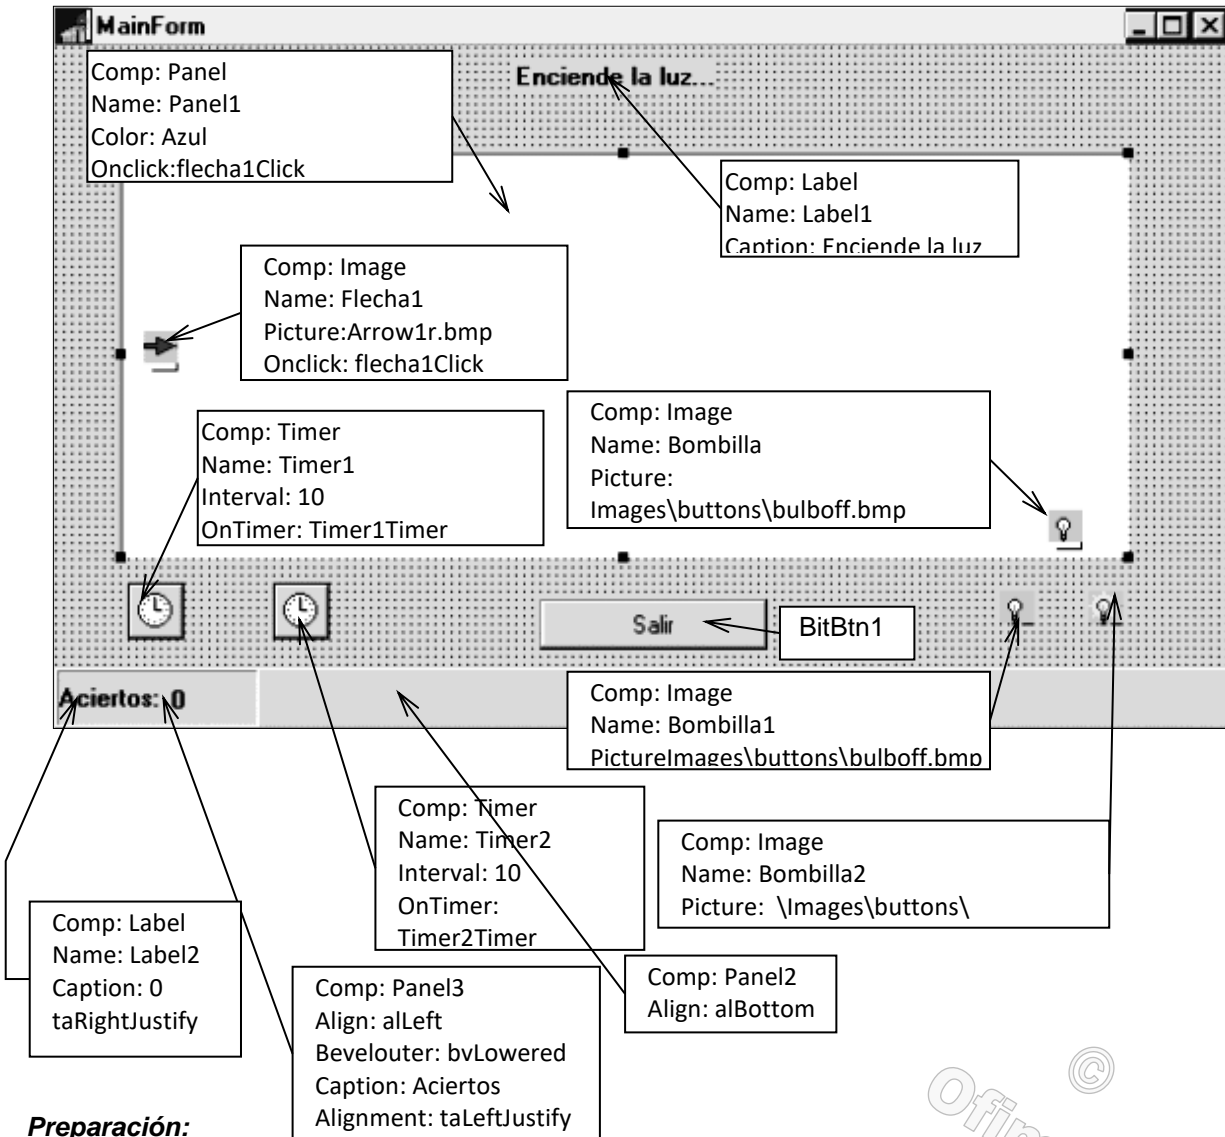 MainForm
Enciende la luz...
Comp: Panel
Name: Panel1
Color: Azul
Onclick:flecha1Click
Comp: Label
Name: Label1
Caption: Enciende la luz
Comp: Image
Name: Flecha1
Picture:Arrow1r.bmp
Onclick: flecha1Click
Comp: Timer
Name: Timer1
Interval: 10
OnTimer: Timer1Timer
Comp: Image
Name: Bombilla
Picture:
Images\buttons\bulboff.bmp
Salir
BitBtn1
Aciertos: 0
Comp: Image
Name: Bombilla1
PictureImages\buttons\bulboff.bmp
Comp: Timer
Name: Timer2
Interval: 10
OnTimer:
Timer2Timer
Comp: Image
Name: Bombilla2
Picture: \Images\buttons\
Comp: Label
Name: Label2
Caption: 0
taRightJustify
Comp: Panel3
Align: alLeft
Bevelouter: bvLowered
Caption: Aciertos
Alignment: taLeftJustify
Comp: Panel2
Align: alBottom
©
Preparación: